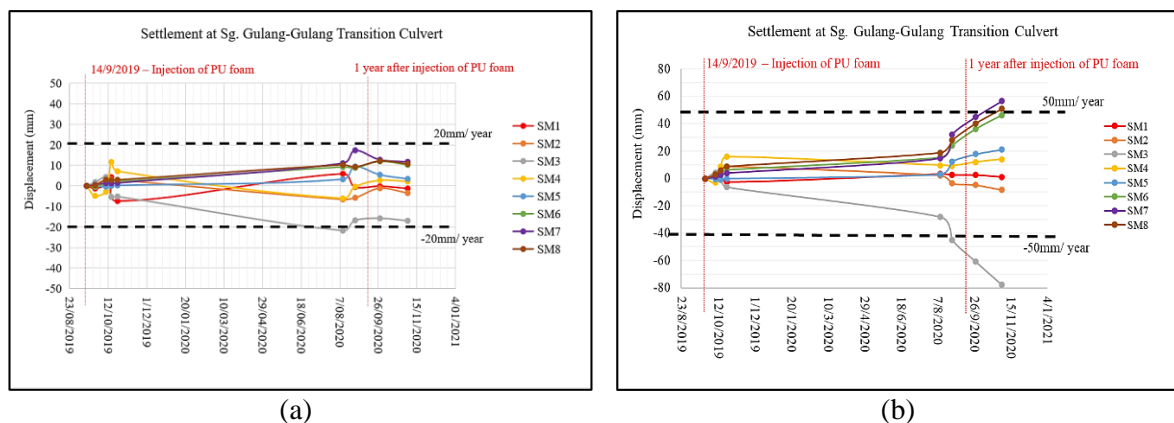 Settlement at Sg. Gulang-Gulang Transition Culvert
14/9/2019 – Injection of PU foam
1 year after injection of PU foam
50
40
30
20
10
0
-10
-20
-30
-40
-50
Displacement (mm)
20mm/ year
-20mm/ year
SM1
SM2
SM3
SM4
SM5
SM6
SM7
SM8
23/08/2019
12/10/2019
1/12/2019
20/01/2020
10/03/2020
29/04/2020
18/06/2020
7/08/2020
26/09/2020
15/11/2020
4/01/2021
(a)
Settlement at Sg. Gulang-Gulang Transition Culvert
14/9/2019 – Injection of PU foam
1 year after injection of PU foam
80
60
40
20
0
-20
-40
-60
-80
Displacement (mm)
50mm/ year
-50mm/ year
SM1
SM2
SM3
SM4
SM5
SM6
SM7
SM8
23/8/2019
12/10/2019
1/12/2019
20/1/2020
10/3/2020
29/4/2020
18/6/2020
7/8/2020
26/9/2020
15/11/2020
4/1/2021
(b)